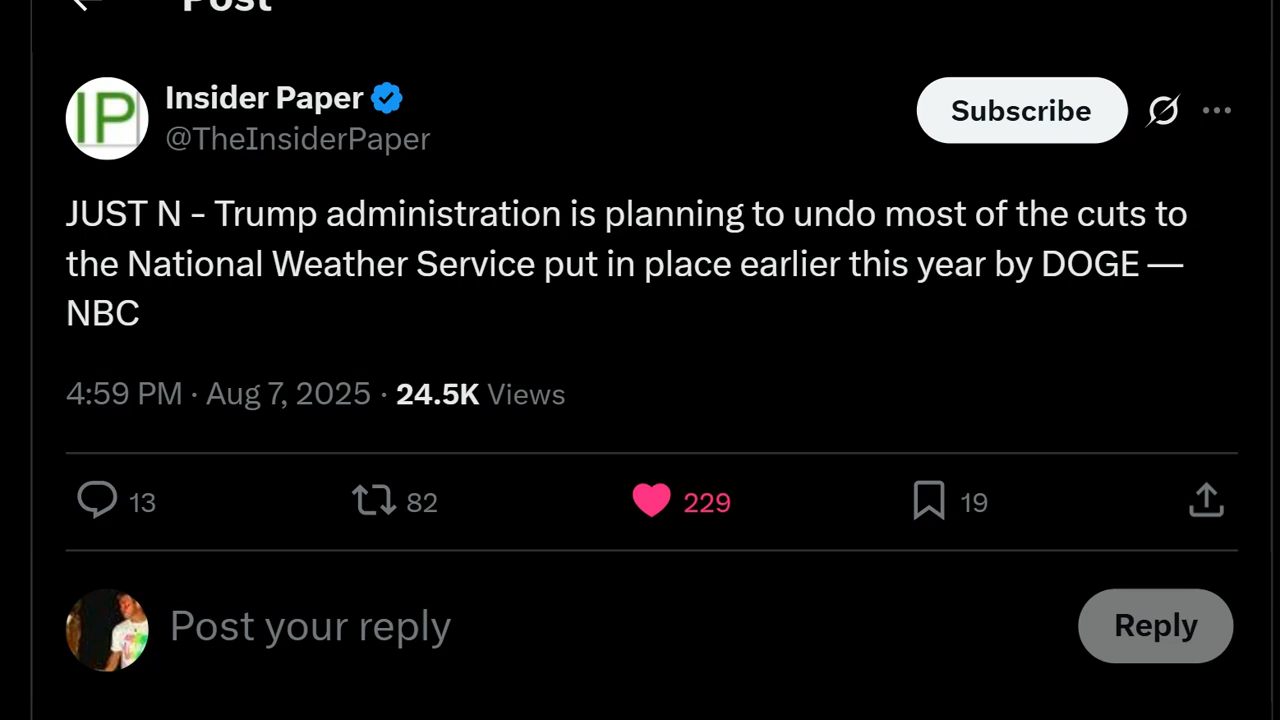 Post
IP
Insider Paper
@TheInsiderPaper
Subscribe
JUST N - Trump administration is planning to undo most of the cuts to
the National Weather Service put in place earlier this year by DOGE —
NBC
4:59 PM · Aug 7, 2025 · 24.5K Views
13 82 229 19
Post your reply
Reply